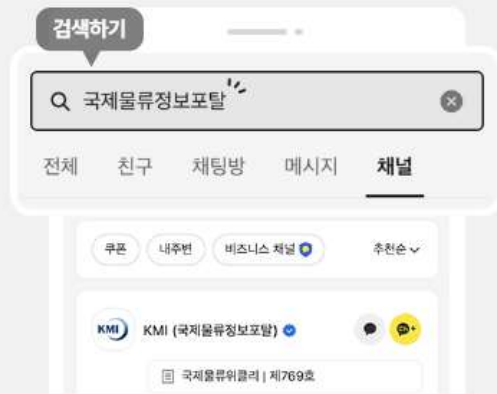 검색하기
국제물류정보포탈
전체 친구 채팅방 메시지 채널
쿠폰 내주변 비즈니스 채널 추천순
KMI KMI (국제물류정보포탈) Ch+
국제물류위클리 | 제769호